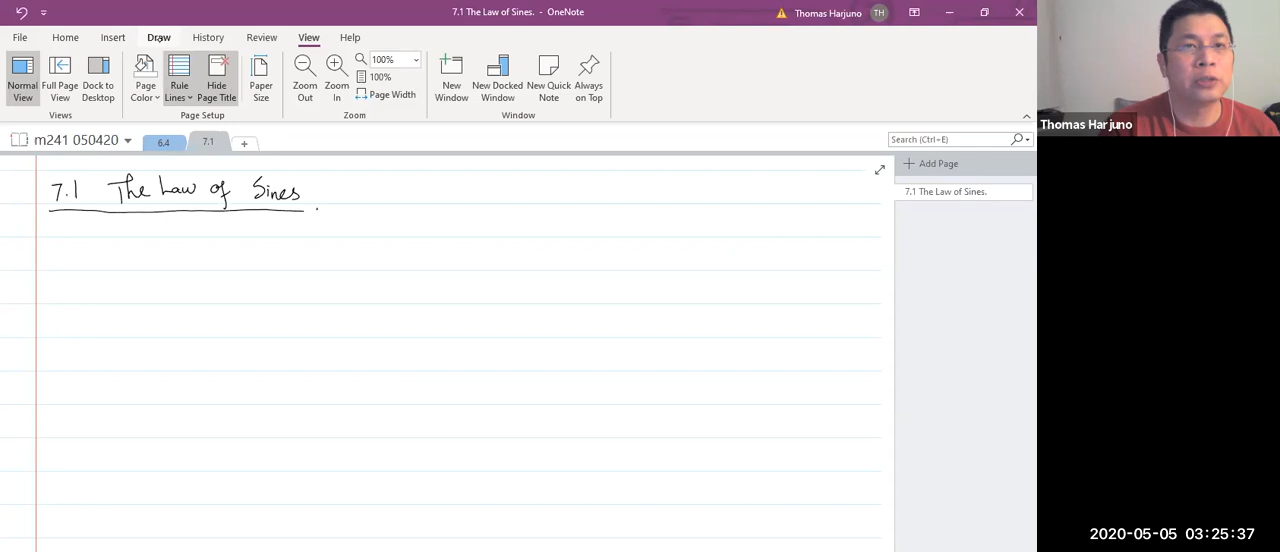 7.1 The Law of Sines. - OneNote
Thomas Harjuno TH
File Home Insert Draw History Review View Help
Normal View
Full Page View
Dock to Desktop
Page Color
Rule Lines
Hide Page Title
Paper Size
Zoom Out
Zoom In
100%
100%
Page Width
New Window
New Docked Window
New Quick Note
Always on Top
Views Page Setup Zoom Window
m241 050420 6.4 7.1
Search (Ctrl+E)
Add Page
7.1 The Law of Sines.
7.1 The Law of Sines
Thomas Harjuno
2020-05-05 03:25:37